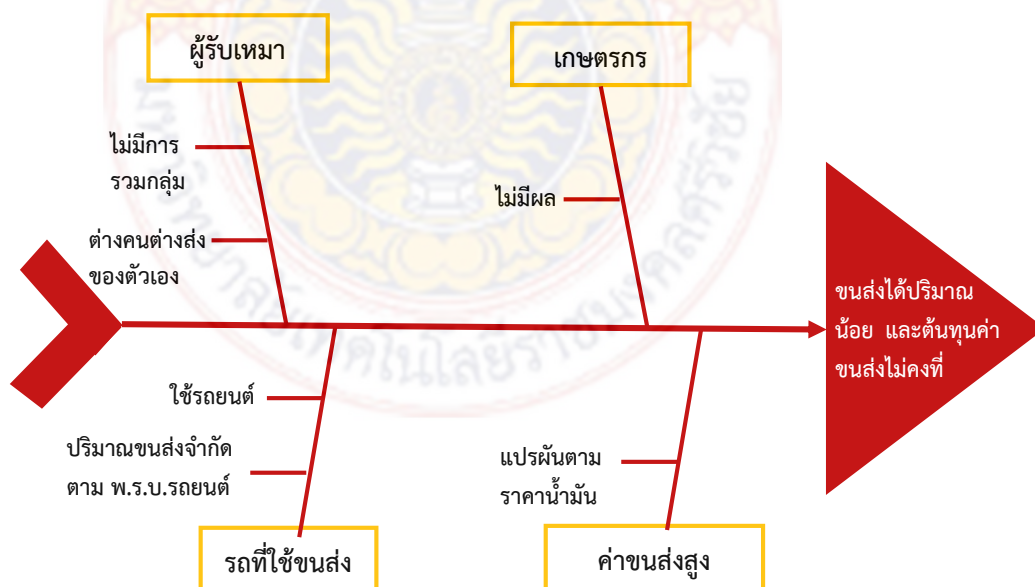 ผู้รับเหมา
เกษตรกร
ไม่มีการ
รวมกลุ่ม
ไม่มีผล
ต่างคนต่างส่ง
ของตัวเอง
ขนส่งได้ปริมาณ
น้อย และต้นทุนค่า
ขนส่งไม่คงที่
ใช้รถยนต์
ปริมาณขนส่งจำกัด
ตาม พ.ร.บ.รถยนต์
แปรผันตาม
ราคาน้ำมัน
รถที่ใช้ขนส่ง
ค่าขนส่งสูง